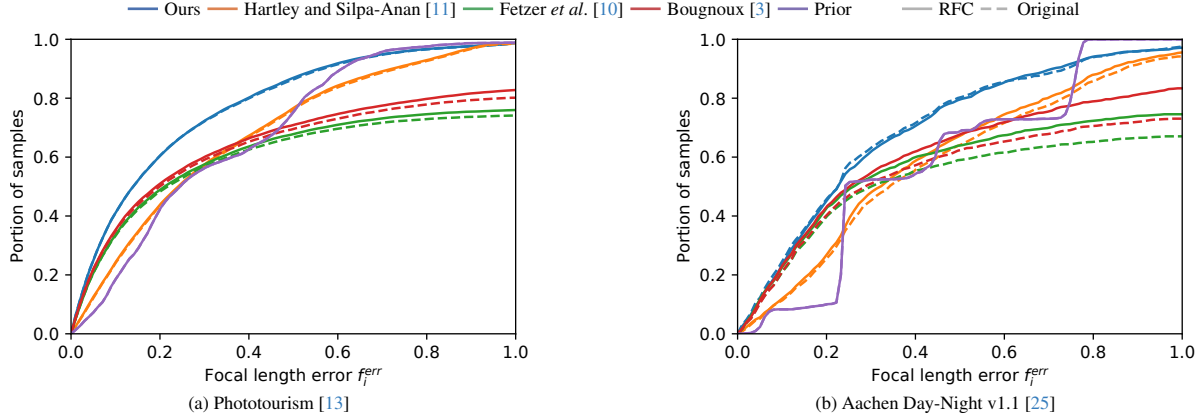 Ours Hartley and Silpa-Anan [11] Fetzer et al. [10] Bougnoux [3] Prior RFC Original
1.0
0.8
0.6
0.4
0.2
0.0
Portion of samples
0.0 0.2 0.4 0.6 0.8 1.0
Focal length error f_i^{err}
(a) Phototourism [13]
1.0
0.8
0.6
0.4
0.2
0.0
Portion of samples
0.0 0.2 0.4 0.6 0.8 1.0
Focal length error f_i^{err}
(b) Aachen Day-Night v1.1 [25]